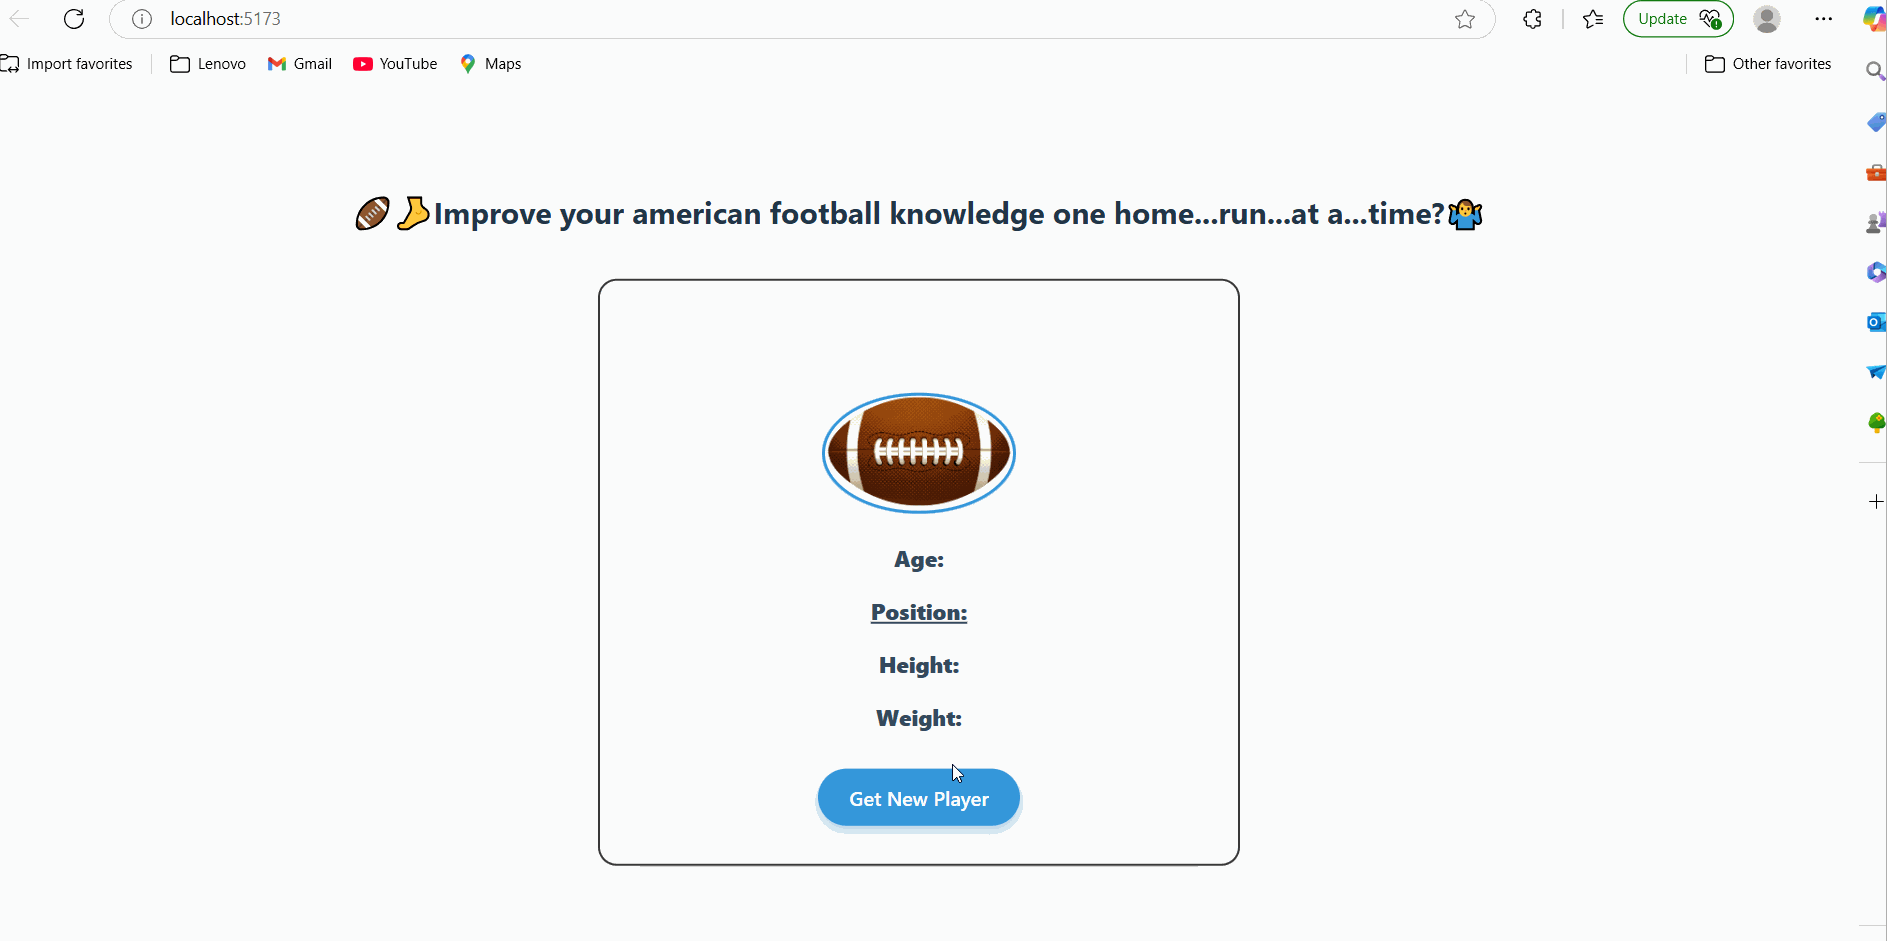 localhost:5173
Update
Import favorites
Lenovo
Gmail
YouTube
Maps
Other favorites
🏈🦶Improve your american football knowledge one home...run...at a...time?🤷‍♂️
Age:
Position:
Height:
Weight:
Get New Player